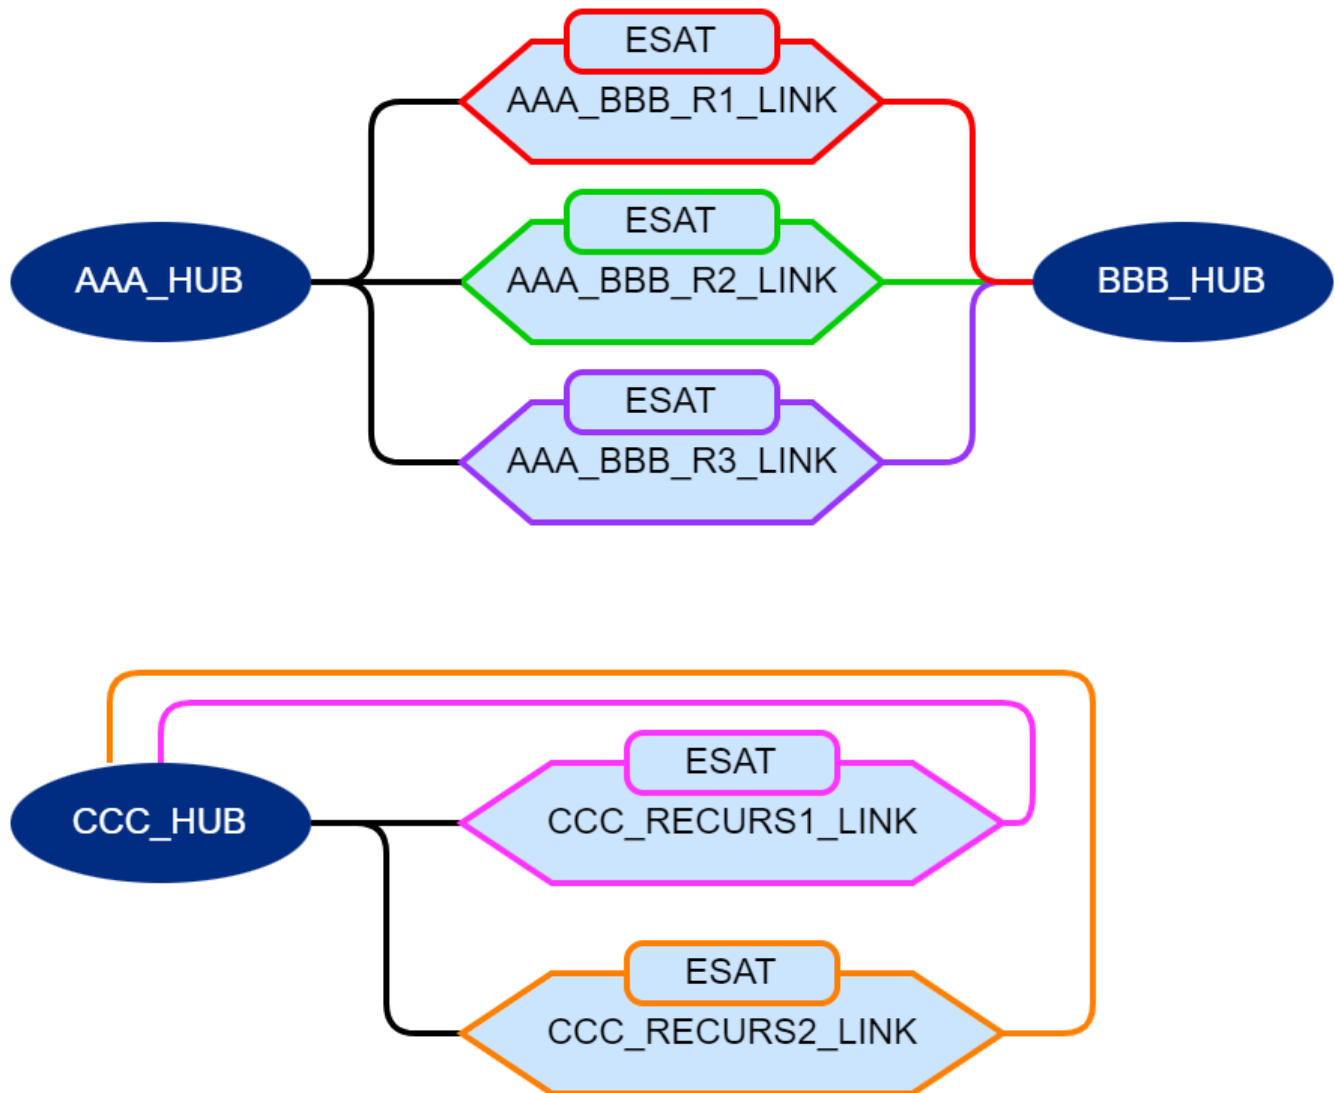 ESAT
AAA_BBB_R1_LINK
ESAT
AAA_HUB
AAA_BBB_R2_LINK
BBB_HUB
ESAT
AAA_BBB_R3_LINK
ESAT
CCC_HUB
CCC_RECURS1_LINK
ESAT
CCC_RECURS2_LINK